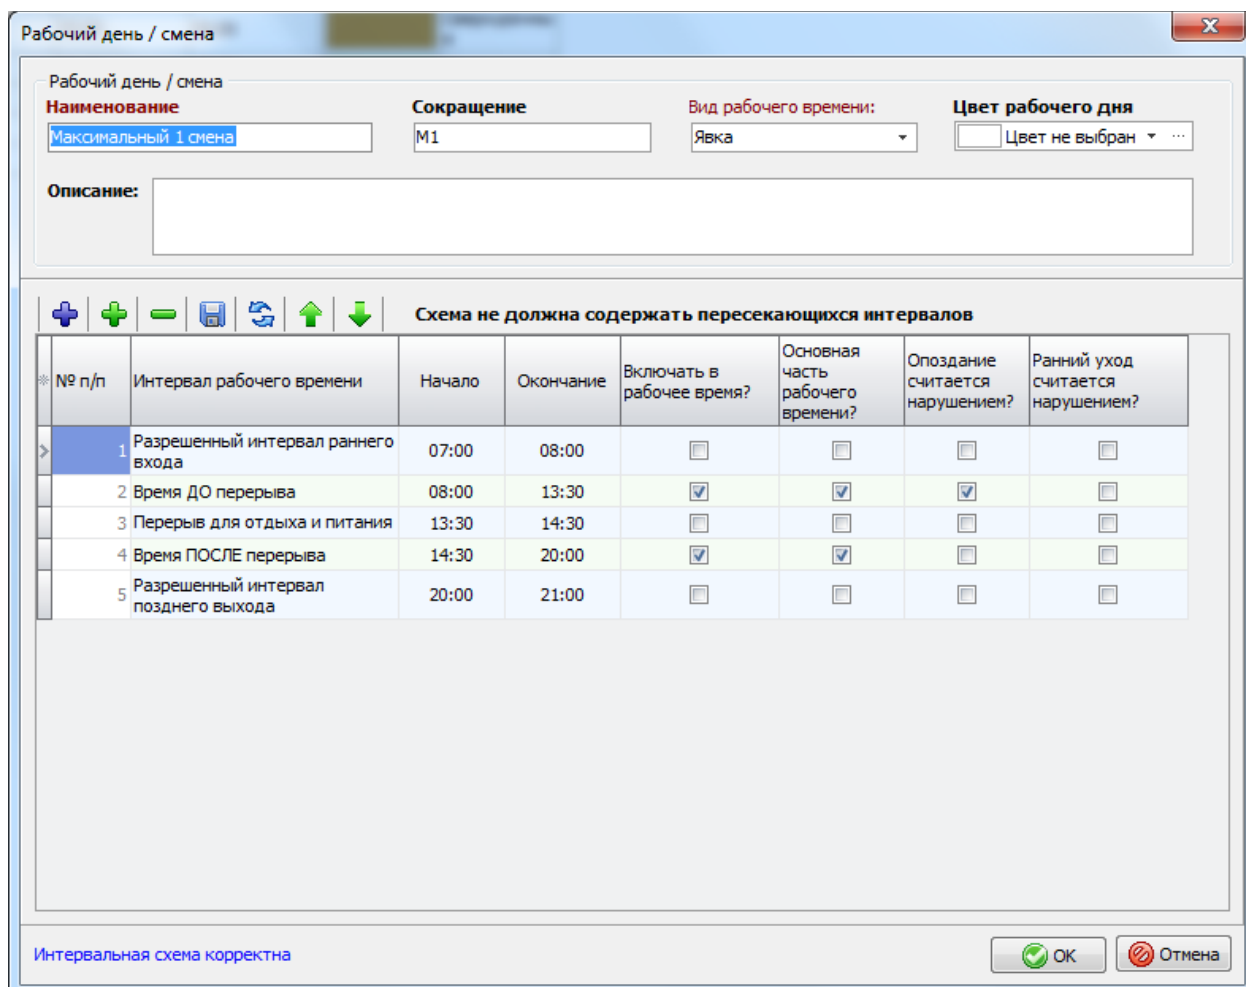 Рабочий день / смена
Рабочий день / смена
Наименование Сокращение Вид рабочего времени: Цвет рабочего дня
Максимальный 1 смена М1 Явка Цвет не выбран ...
Описание:
Схема не должна содержать пересекающихся интервалов
№ п/п Интервал рабочего времени Начало Окончание Включать в рабочее время? Основная часть рабочего времени? Опоздание считается нарушением? Ранний уход считается нарушением?
1 Разрешенный интервал раннего входа 07:00 08:00
2 Время ДО перерыва 08:00 13:30
3 Перерыв для отдыха и питания 13:30 14:30
4 Время ПОСЛЕ перерыва 14:30 20:00
5 Разрешенный интервал позднего выхода 20:00 21:00
Интервальная схема корректна ОК Отмена